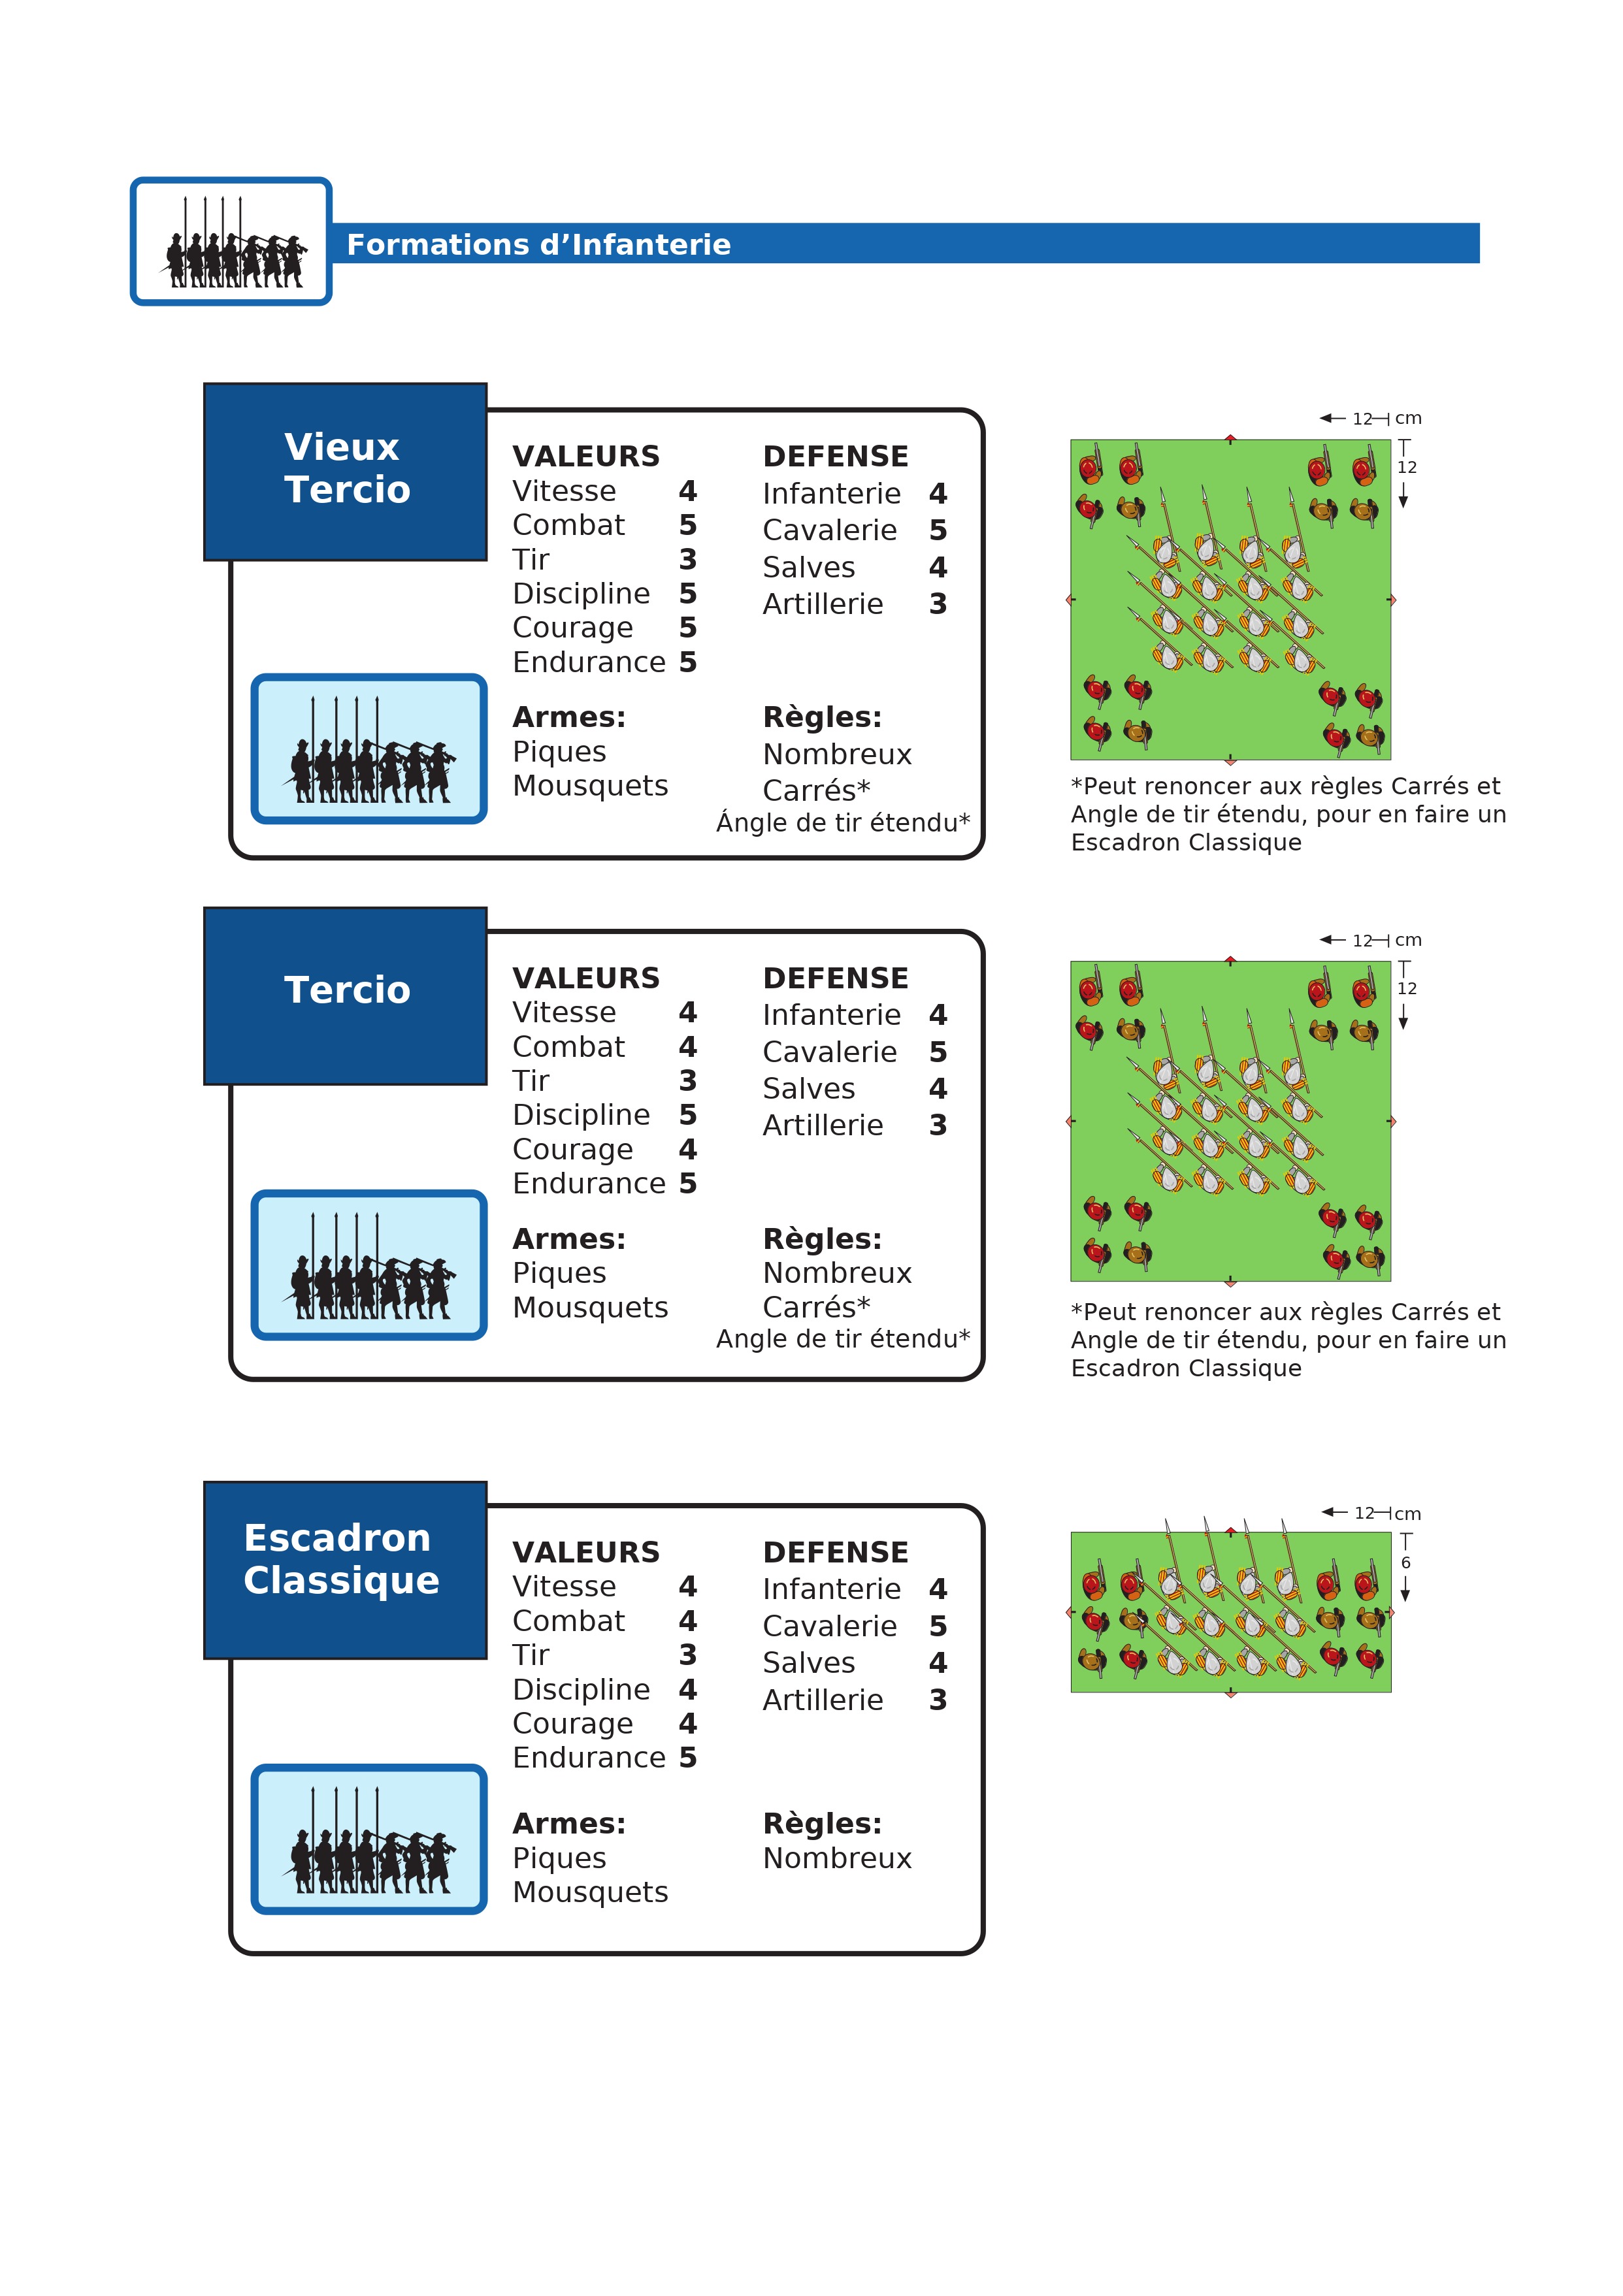 Formations d’Infanterie
Vieux
Tercio
VALEURS
Vitesse 4
Combat 5
Tir 3
Discipline 5
Courage 5
Endurance 5
DEFENSE
Infanterie 4
Cavalerie 5
Salves 4
Artillerie 3
Armes:
Piques
Mousquets
Règles:
Nombreux
Carrés*
Ángle de tir étendu*
12 cm
12
*Peut renoncer aux règles Carrés et
Angle de tir étendu, pour en faire un
Escadron Classique
Tercio
VALEURS
Vitesse 4
Combat 4
Tir 3
Discipline 5
Courage 4
Endurance 5
DEFENSE
Infanterie 4
Cavalerie 5
Salves 4
Artillerie 3
Armes:
Piques
Mousquets
Règles:
Nombreux
Carrés*
Angle de tir étendu*
12 cm
12
*Peut renoncer aux règles Carrés et
Angle de tir étendu, pour en faire un
Escadron Classique
Escadron
Classique
VALEURS
Vitesse 4
Combat 4
Tir 3
Discipline 4
Courage 4
Endurance 5
DEFENSE
Infanterie 4
Cavalerie 5
Salves 4
Artillerie 3
Armes:
Piques
Mousquets
Règles:
Nombreux
12 cm
6